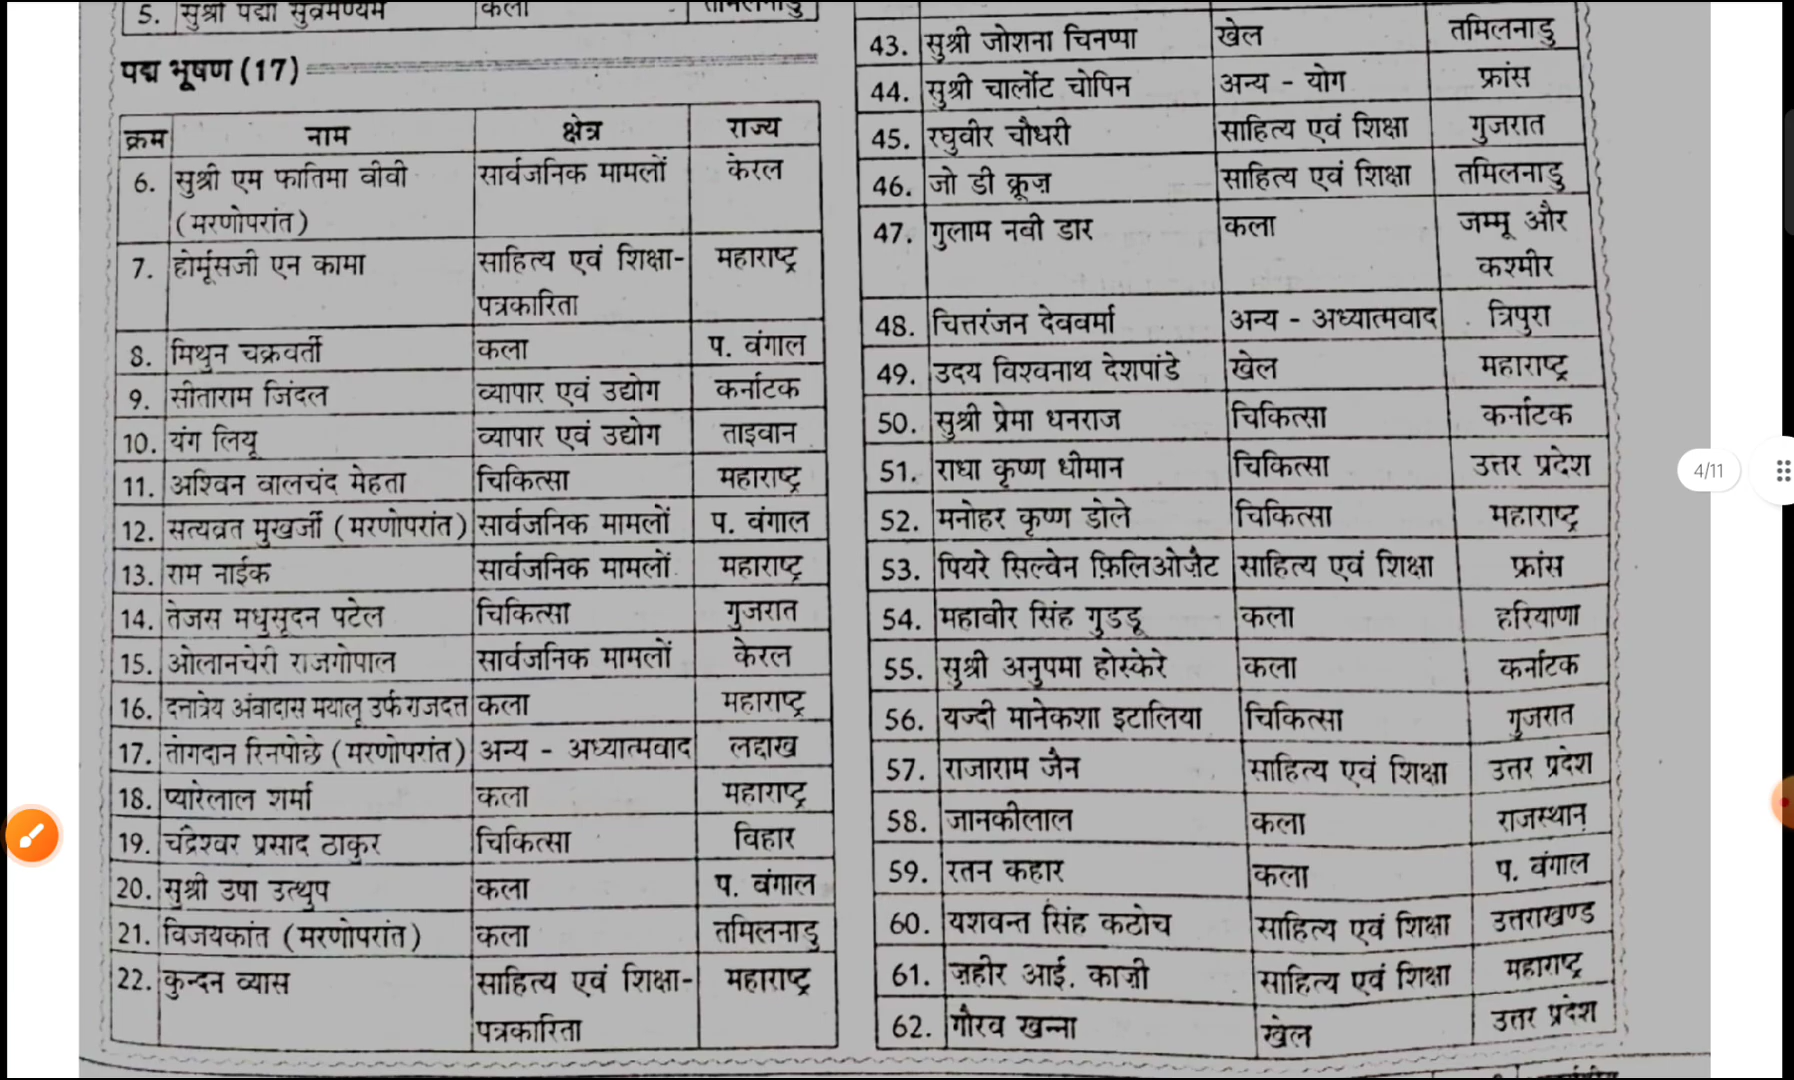 5. सुश्री पद्मा सुव्रमण्यम कला तामिलनाडु
पद्म भूषण (17)
क्रम नाम क्षेत्र राज्य
6. सुश्री एम फातिमा वीवी सार्वजनिक मामलों केरल
(मरणोपरांत)
7. होर्मूसजी एन कामा साहित्य एवं शिक्षा- महाराष्ट्र
पत्रकारिता
8. मिथुन चक्रवर्ती कला प. वंगाल
9. सीताराम जिंदल व्यापार एवं उद्योग कर्नाटक
10. यंग लियू व्यापार एवं उद्योग ताइवान
11. अश्विन वालचंद मेहता चिकित्सा महाराष्ट्र
12. सत्यव्रत मुखर्जी (मरणोपरांत) सार्वजनिक मामलों प. वंगाल
13. राम नाईक सार्वजनिक मामलों महाराष्ट्र
14. तेजस मधुसूदन पटेल चिकित्सा गुजरात
15. ओलानचेरी राजगोपाल सार्वजनिक मामलों केरल
16. दत्तात्रेय अंवादास मयालू उर्फ राजदत्त कला महाराष्ट्र
17. तोगदान रिनपोछे (मरणोपरांत) अन्य - अध्यात्मवाद लद्दाख
18. प्यारेलाल शर्मा कला महाराष्ट्र
19. चंद्रेश्वर प्रसाद ठाकुर चिकित्सा विहार
20. सुश्री उषा उत्थुप कला प. वंगाल
21. विजयकांत (मरणोपरांत) कला तमिलनाडु
22. कुन्दन व्यास साहित्य एवं शिक्षा- महाराष्ट्र
पत्रकारिता
43. सुश्री जोशना चिनप्पा खेल तमिलनाडु
44. सुश्री चार्लोट चोपिन अन्य - योग फ्रांस
45. रघुवीर चौधरी साहित्य एवं शिक्षा गुजरात
46. जो डी क्रूज़ साहित्य एवं शिक्षा तमिलनाडु
47. गुलाम नवी डार कला जम्मू और
कश्मीर
48. चित्तरंजन देववर्मा अन्य - अध्यात्मवाद त्रिपुरा
49. उदय विश्वनाथ देशपांडे खेल महाराष्ट्र
50. सुश्री प्रेमा धनराज चिकित्सा कर्नाटक
51. राधा कृष्ण धीमान चिकित्सा उत्तर प्रदेश
52. मनोहर कृष्ण डोले चिकित्सा महाराष्ट्र
53. पियरे सिल्वेन फ़िलिओज़ैट साहित्य एवं शिक्षा फ्रांस
54. महावीर सिंह गुडडू कला हरियाणा
55. सुश्री अनुपमा होस्केरे कला कर्नाटक
56. यज्दी मानेकशा इटालिया चिकित्सा गुजरात
57. राजाराम जैन साहित्य एवं शिक्षा उत्तर प्रदेश
58. जानकीलाल कला राजस्थान
59. रतन कहार कला प. वंगाल
60. यशवन्त सिंह कठोच साहित्य एवं शिक्षा उत्तराखण्ड
61. ज़हीर आई. काज़ी साहित्य एवं शिक्षा महाराष्ट्र
62. गौरव खन्ना खेल उत्तर प्रदेश
4/11